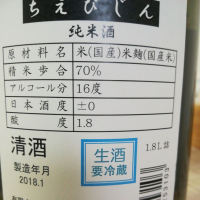 ちえびじん
純米酒
原材料名 米(国産)米麹(国産米)
精米歩合 70%
アルコール分 16度
日本酒度 ±0
酸度 1.8
清酒
製造年月
2018.1
生酒
要冷蔵
1.8L詰